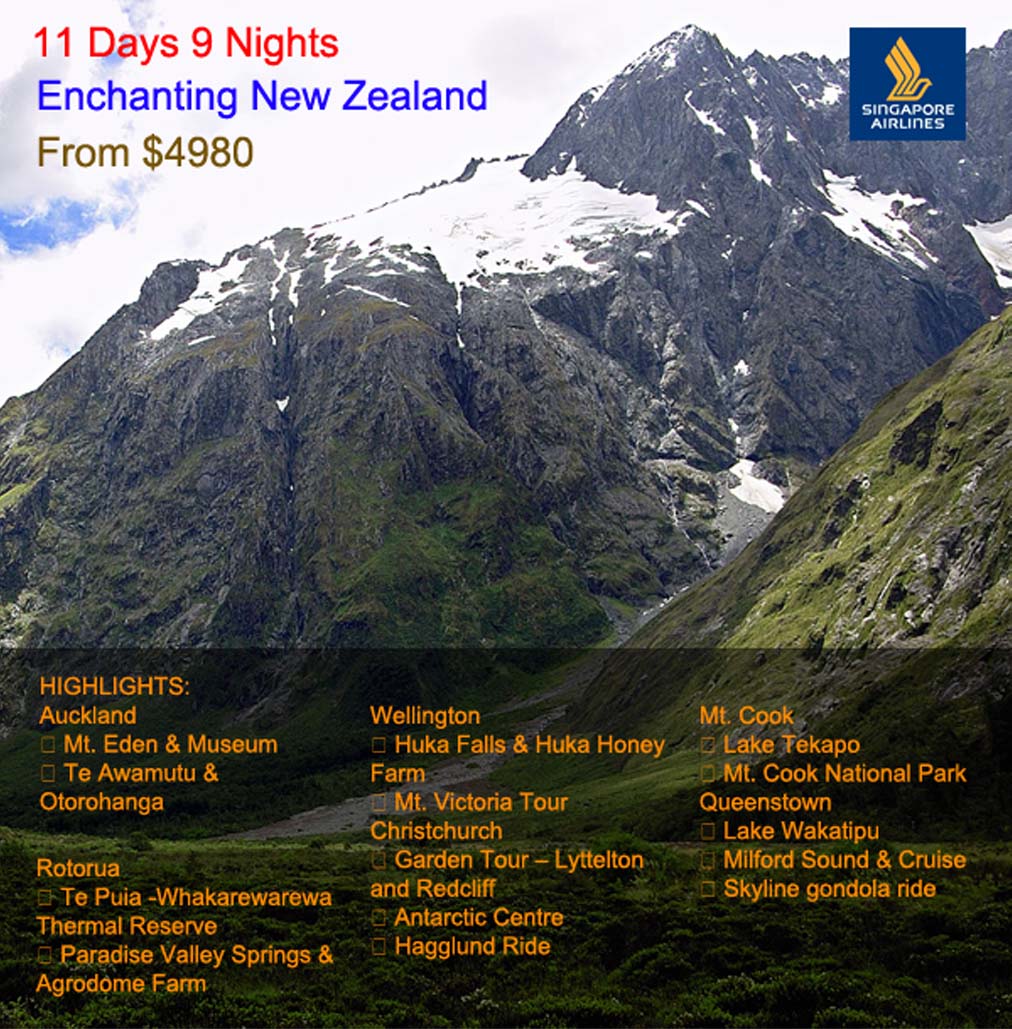 11 Days 9 Nights
Enchanting New Zealand
From $4980
SINGAPORE
AIRLINES
HIGHLIGHTS:
Auckland
□ Mt. Eden & Museum
□ Te Awamutu &
Otorohanga
Rotorua
□ Te Puia -Whakarewarewa
Thermal Reserve
□ Paradise Valley Springs &
Agrodome Farm
Wellington
□ Huka Falls & Huka Honey
Farm
□ Mt. Victoria Tour
Christchurch
□ Garden Tour – Lyttelton
and Redcliff
□ Antarctic Centre
□ Hagglund Ride
Mt. Cook
□ Lake Tekapo
□ Mt. Cook National Park
Queenstown
□ Lake Wakatipu
□ Milford Sound & Cruise
□ Skyline gondola ride